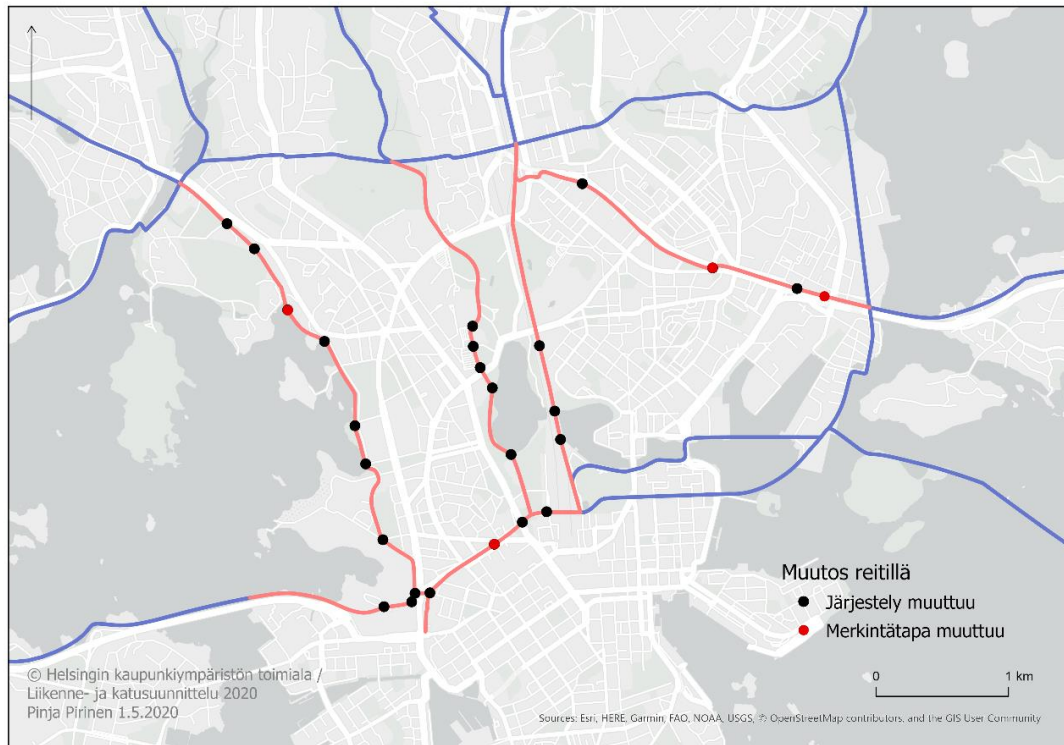 Muutos reitillä
Järjestely muuttuu
Merkintätapa muuttuu
© Helsingin kaupunkiympäristön toimiala /
Liikenne- ja katusuunnittelu 2020
Pinja Pirinen 1.5.2020
0 1 km
Sources: Esri, HERE, Garmin, FAO, NOAA, USGS, © OpenStreetMap contributors, and the GIS User Community